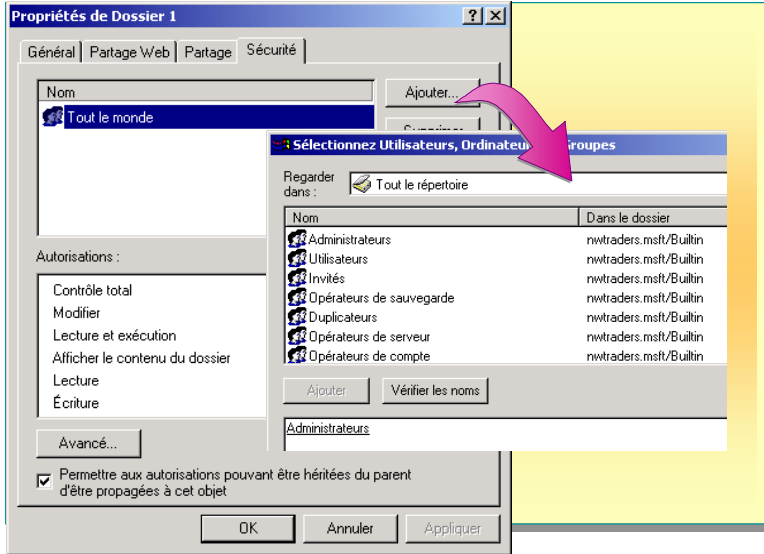 Propriétés de Dossier 1
Général Partage Web Partage Sécurité
Nom
Ajouter...
Tout le monde
Supprimer
Sélectionnez Utilisateurs, Ordinateu Groupes
Regarder
dans :
Tout le répertoire
Nom Dans le dossier
Administrateurs nwtraders.msft/Builtin
Utilisateurs nwtraders.msft/Builtin
Invités nwtraders.msft/Builtin
Opérateurs de sauvegarde nwtraders.msft/Builtin
Duplicateurs nwtraders.msft/Builtin
Opérateurs de serveur nwtraders.msft/Builtin
Opérateurs de compte nwtraders.msft/Builtin
Ajouter Vérifier les noms
Administrateurs
Autorisations :
Contrôle total
Modifier
Lecture et exécution
Afficher le contenu du dossier
Lecture
Écriture
Avancé...
Permettre aux autorisations pouvant être héritées du parent
d'être propagées à cet objet
OK Annuler Appliquer